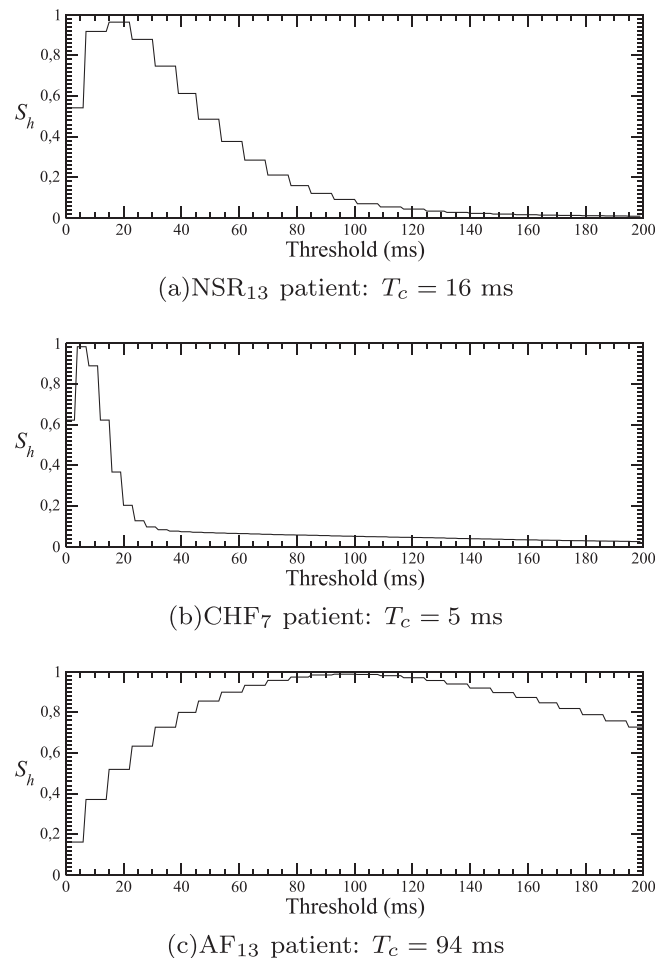 1
0,8
0,6
S_h
0,4
0,2
0
0 20 40 60 80 100 120 140 160 180 200
Threshold (ms)
(a)NSR₁₃ patient: T_c = 16 ms
1
0,8
0,6
S_h
0,4
0,2
0
0 20 40 60 80 100 120 140 160 180 200
Threshold (ms)
(b)CHF₇ patient: T_c = 5 ms
1
0,8
0,6
S_h
0,4
0,2
0
0 20 40 60 80 100 120 140 160 180 200
Threshold (ms)
(c)AF₁₃ patient: T_c = 94 ms